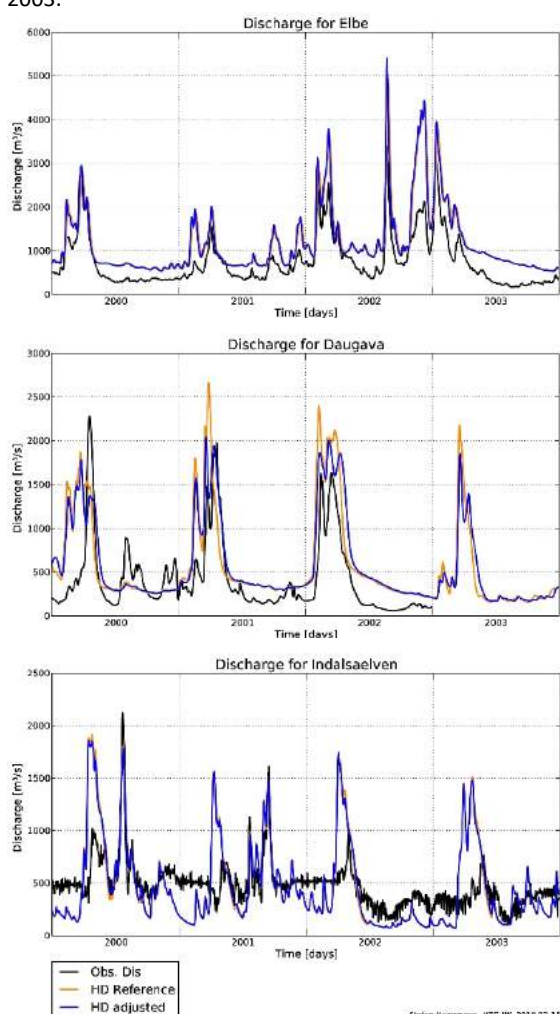 2003.
Discharge for Elbe
6000
5000
4000
3000
2000
1000
0
Discharge [m³/s]
2000 2001 2002 2003
Time [days]
Discharge for Daugava
3000
2500
2000
1500
1000
500
0
Discharge [m³/s]
2000 2001 2002 2003
Time [days]
Discharge for Indalsaelven
2500
2000
1500
1000
500
0
Discharge [m³/s]
2000 2001 2002 2003
Time [days]
Obs. Dis
HD Reference
HD adjusted